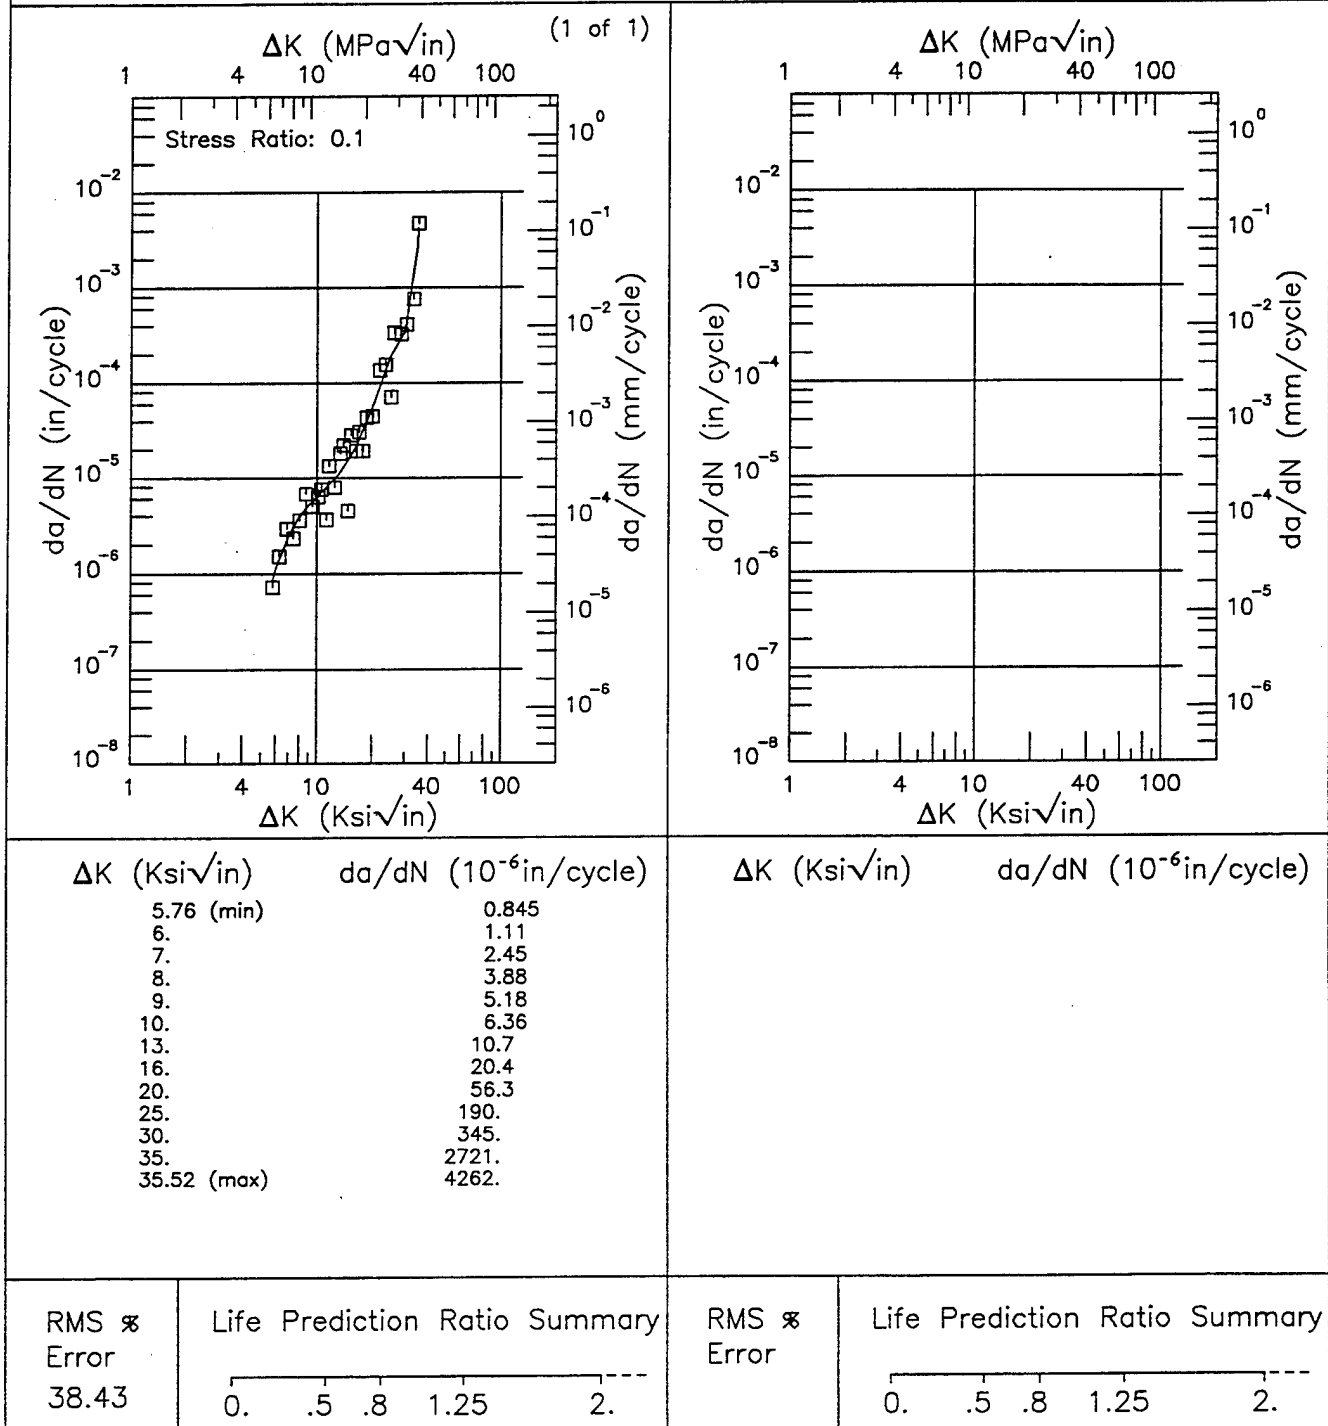 (1 of 1)
ΔK (MPa√in)
1 4 10 40 100
Stress Ratio: 0.1
10⁻²
10⁻³
10⁻⁴
10⁻⁵
10⁻⁶
10⁻⁷
10⁻⁸
da/dN (in/cycle)
10⁰
10⁻¹
10⁻²
10⁻³
10⁻⁴
10⁻⁵
10⁻⁶
da/dN (mm/cycle)
1 4 10 40 100
ΔK (Ksi√in)
ΔK (MPa√in)
1 4 10 40 100
10⁻²
10⁻³
10⁻⁴
10⁻⁵
10⁻⁶
10⁻⁷
10⁻⁸
da/dN (in/cycle)
10⁰
10⁻¹
10⁻²
10⁻³
10⁻⁴
10⁻⁵
10⁻⁶
da/dN (mm/cycle)
1 4 10 40 100
ΔK (Ksi√in)
ΔK (Ksi√in) da/dN (10⁻⁶in/cycle)
5.76 (min) 0.845
6. 1.11
7. 2.45
8. 3.88
9. 5.18
10. 6.36
13. 10.7
16. 20.4
20. 56.3
25. 190.
30. 345.
35. 2721.
35.52 (max) 4262.
ΔK (Ksi√in) da/dN (10⁻⁶in/cycle)
RMS %
Error
38.43
Life Prediction Ratio Summary
0. .5 .8 1.25 2.
RMS %
Error
Life Prediction Ratio Summary
0. .5 .8 1.25 2.